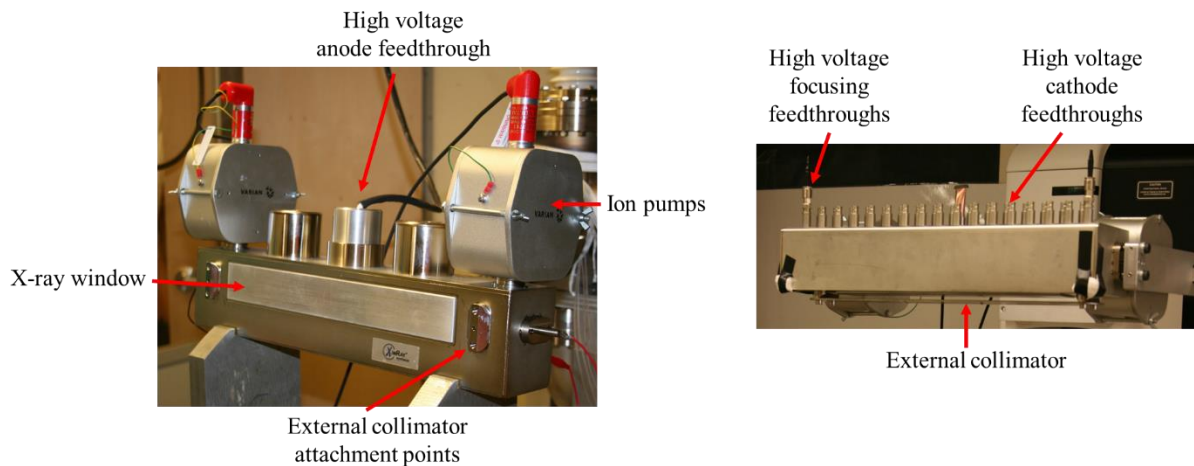 High voltage
anode feedthrough
Ion pumps
X-ray window
External collimator
attachment points
VARIAN
VARIAN
High voltage
focusing
feedthroughs
High voltage
cathode
feedthroughs
External collimator